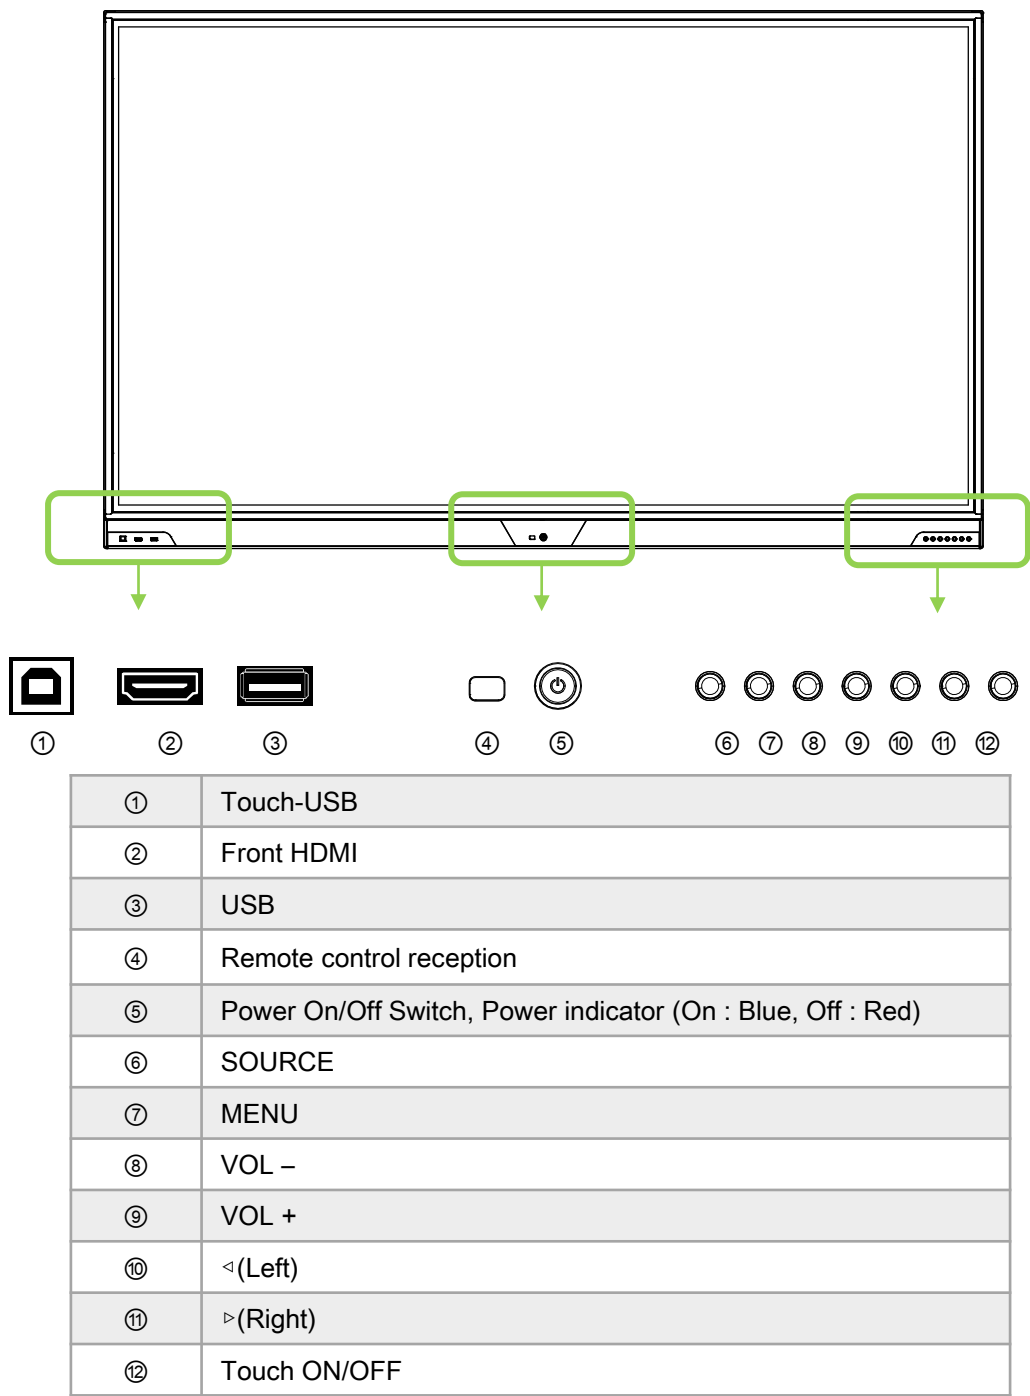 ① ② ③ ④ ⑤ ⑥ ⑦ ⑧ ⑨ ⑩ ⑪ ⑫
① Touch-USB
② Front HDMI
③ USB
④ Remote control reception
⑤ Power On/Off Switch, Power indicator (On : Blue, Off : Red)
⑥ SOURCE
⑦ MENU
⑧ VOL –
⑨ VOL +
⑩ ◁(Left)
⑪ ▷(Right)
⑫ Touch ON/OFF